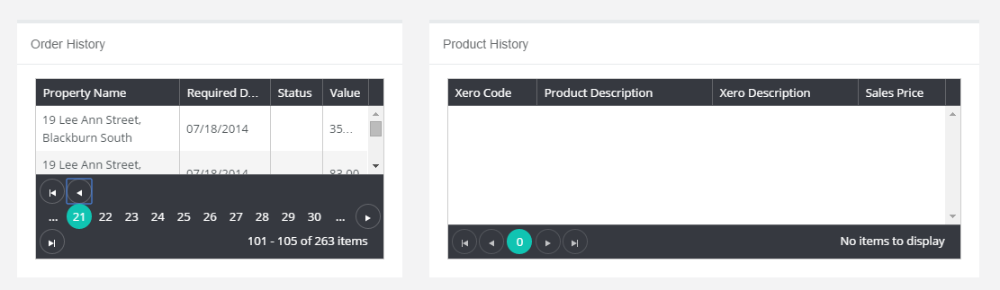 Order History
Property Name Required D... Status Value
19 Lee Ann Street,
Blackburn South 07/18/2014 35...
19 Lee Ann Street,
07/18/2014 83.00
... 21 22 23 24 25 26 27 28 29 30 ...
101 - 105 of 263 items
Product History
Xero Code Product Description Xero Description Sales Price
0 No items to display